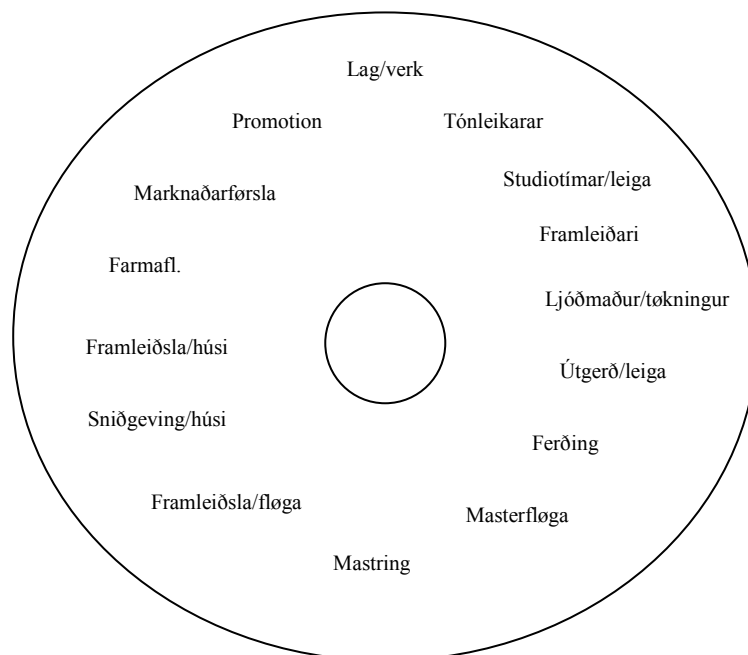 Lag/verk
Promotion
Tónleikarar
Studiotímar/leiga
Marknaðarførsla
Framleiðari
Farmafl.
Ljóðmaður/tøkningur
Framleiðsla/húsi
Útgerð/leiga
Sniðgeving/húsi
Ferðing
Framleiðsla/fløga
Masterfløga
Mastring